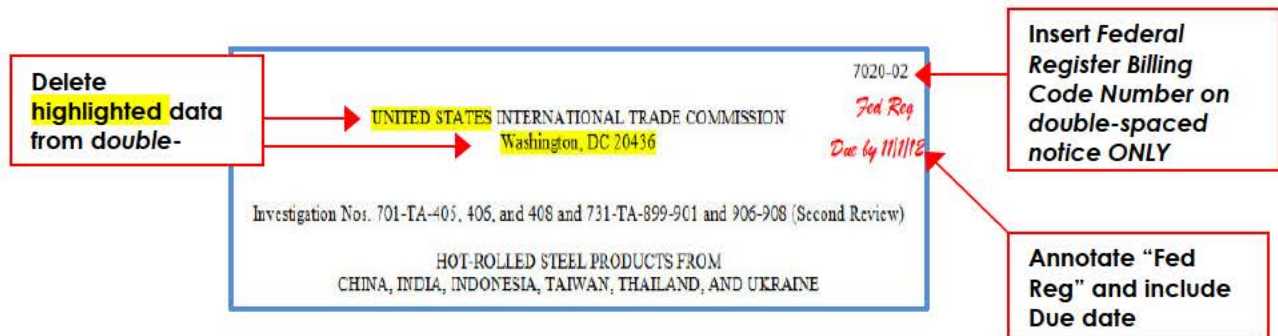 Delete
highlighted data
from double-
7020-02
Fed Reg
UNITED STATES INTERNATIONAL TRADE COMMISSION
Washington, DC 20436
Due by 11/1/12
Investigation Nos. 701-TA-405, 406, and 408 and 731-TA-899-901 and 906-908 (Second Review)
HOT-ROLLED STEEL PRODUCTS FROM
CHINA, INDIA, INDONESIA, TAIWAN, THAILAND, AND UKRAINE
Insert Federal
Register Billing
Code Number on
double-spaced
notice ONLY
Annotate “Fed
Reg” and include
Due date